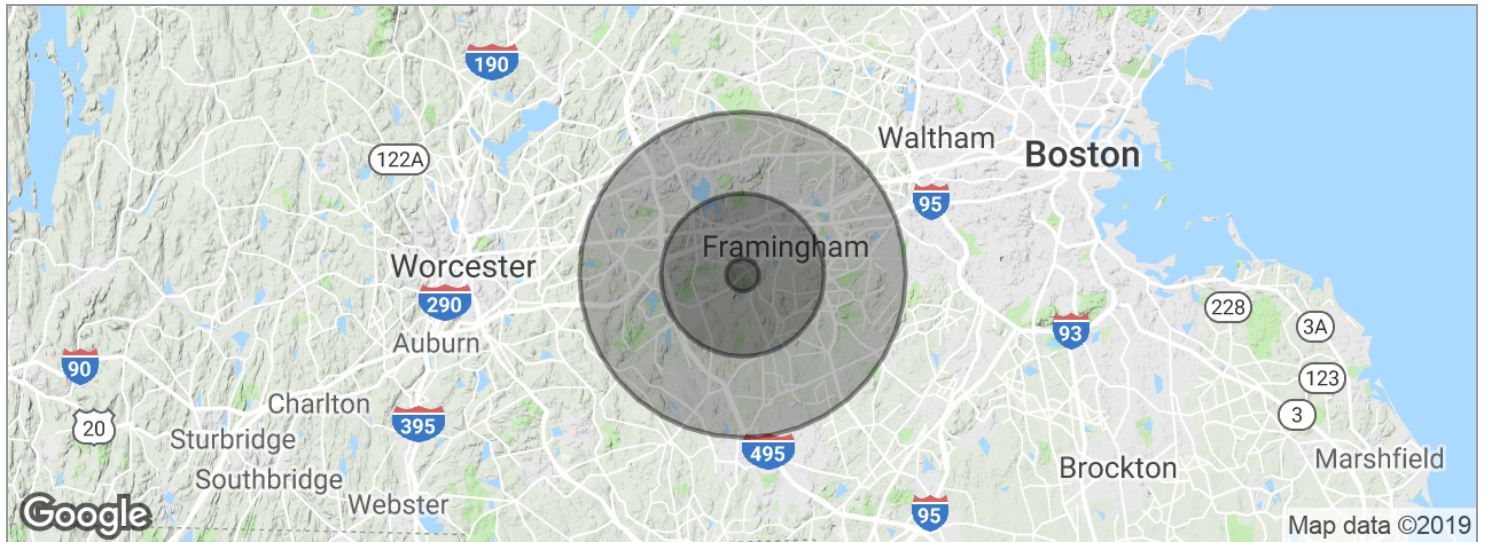 190
Waltham
Boston
122A
95
Framingham
Worcester
290
228
3A
93
Auburn
90
123
Charlton
3
395
20
Sturbridge
495
Marshfield
Brockton
Southbridge
Webster
95
Google
Map data ©2019